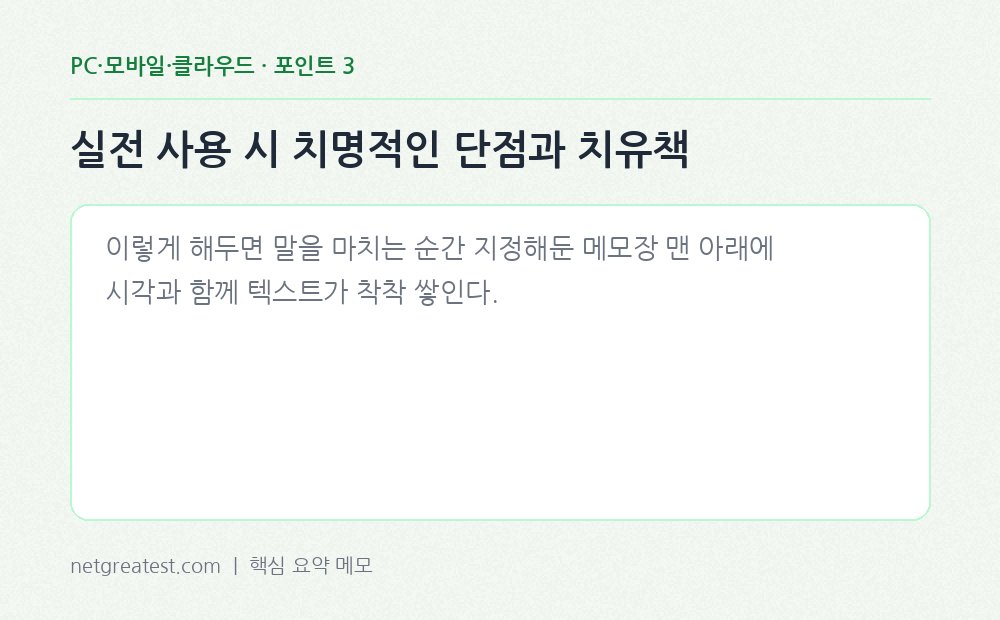 PC·모바일·클라우드 · 포인트 3
실전 사용 시 치명적인 단점과 치유책
이렇게 해두면 말을 마치는 순간 지정해둔 메모장 맨 아래에
시각과 함께 텍스트가 착착 쌓인다.
netgreatest.com | 핵심 요약 메모